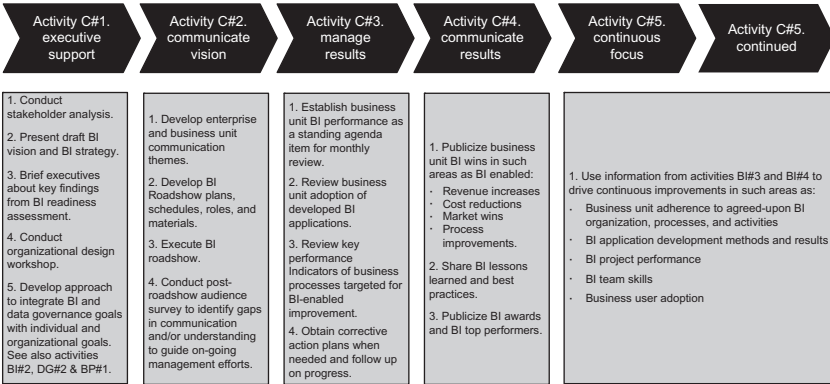 Activity C#1.
executive
support
Activity C#2.
communicate
vision
Activity C#3.
manage
results
Activity C#4.
communicate
results
Activity C#5.
continuous
focus
Activity C#5.
continued
1. Conduct
stakeholder analysis.
2. Present draft BI
vision and BI strategy.
3. Brief executives
about key findings
from BI readiness
assessment.
4. Conduct
organizational design
workshop.
5. Develop approach
to integrate BI and
data governance goals
with individual and
organizational goals.
See also activities
BI#2, DG#2 & BP#1.
1. Develop enterprise
and business unit
communication
themes.
2. Develop BI
Roadshow plans,
schedules, roles, and
materials.
3. Execute BI
roadshow.
4. Conduct post-
roadshow audience
survey to identify gaps
in communication
and/or understanding
to guide on-going
management efforts.
1. Establish business
unit BI performance as
a standing agenda
item for monthly
review.
2. Review business
unit adoption of
developed BI
applications.
3. Review key
performance
Indicators of business
processes targeted for
BI-enabled
improvement.
4. Obtain corrective
action plans when
needed and follow up
on progress.
1. Publicize business
unit BI wins in such
areas as BI enabled:
· Revenue increases
· Cost reductions
· Market wins
· Process
improvements.
2. Share BI lessons
learned and best
practices.
3. Publicize BI awards
and BI top performers.
1. Use information from activities BI#3 and BI#4 to
drive continuous improvements in such areas as:
· Business unit adherence to agreed-upon BI
organization, processes, and activities
· BI application development methods and results
· BI project performance
· BI team skills
· Business user adoption